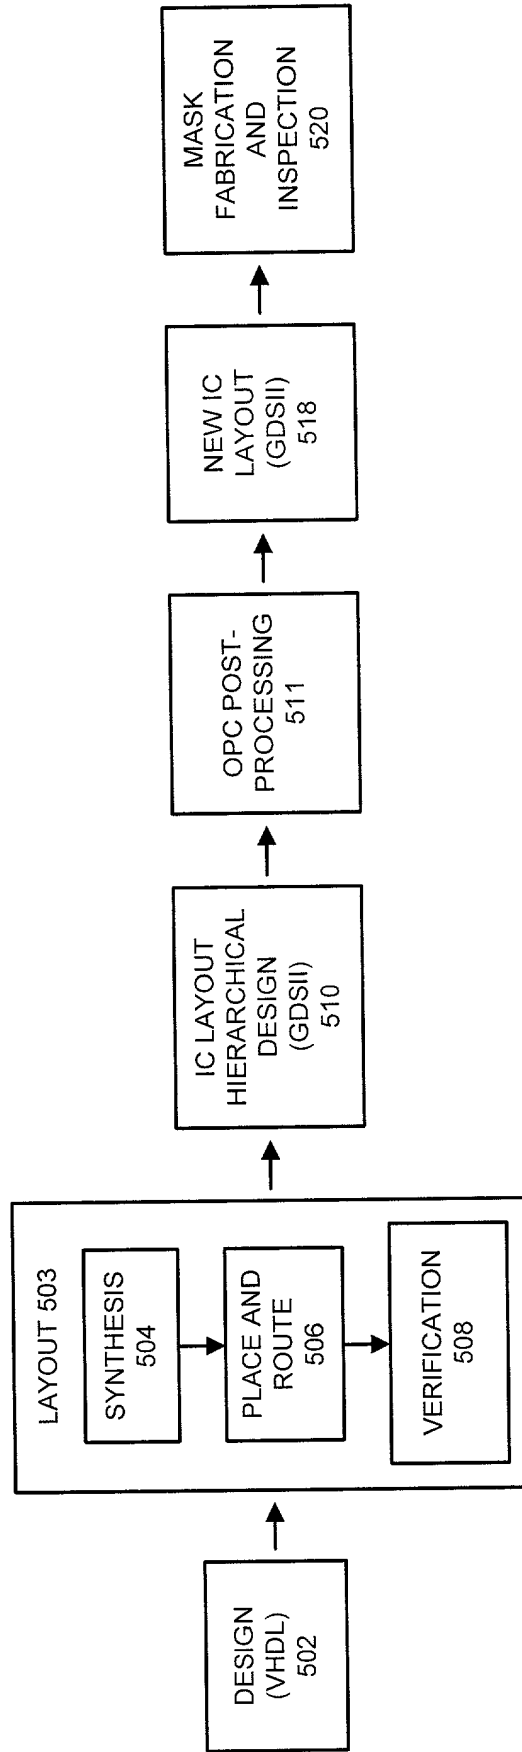 DESIGN
(VHDL)
502
LAYOUT 503
SYNTHESIS
504
PLACE AND
ROUTE
506
VERIFICATION
508
IC LAYOUT
HIERARCHICAL
DESIGN
(GDSII)
510
OPC POST-
PROCESSING
511
NEW IC
LAYOUT
(GDSII)
518
MASK
FABRICATION
AND
INSPECTION
520